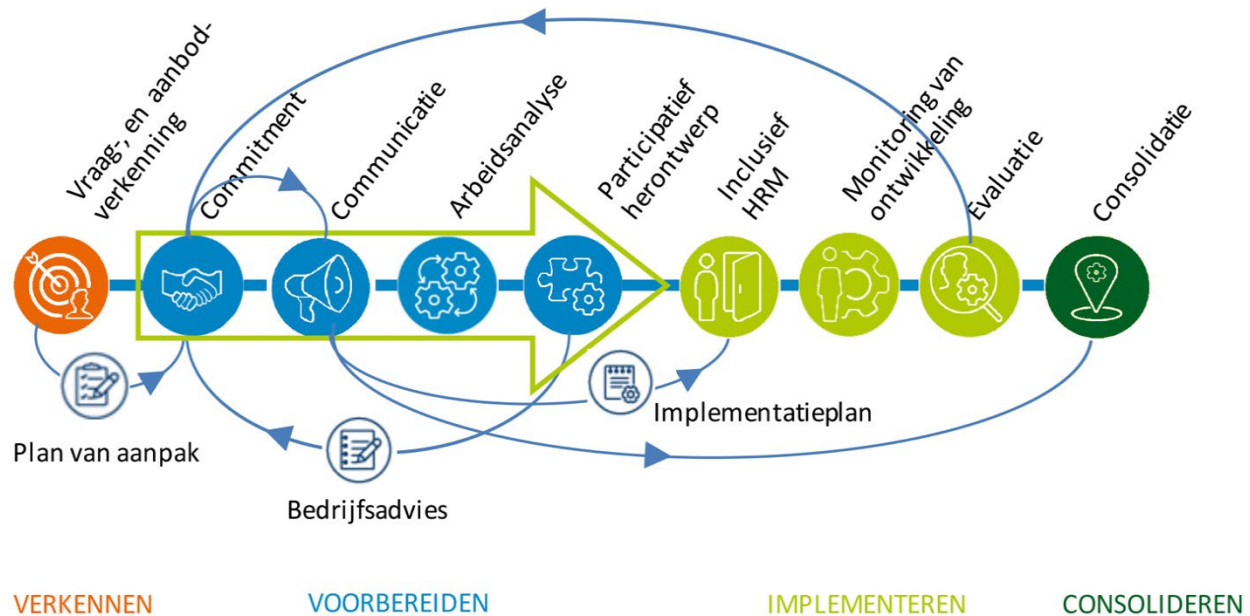 Vraag-, en aanbod-
verkenning
Commitment
Communicatie
Arbeidsanalyse
Participatief
herontwerp
Inclusief
HRM
Monitoring van
ontwikkeling
Evaluatie
Consolidatie
Plan van aanpak
Bedrijfsadvies
Implementatieplan
VERKENNEN
VOORBEREIDEN
IMPLEMENTEREN
CONSOLIDEREN